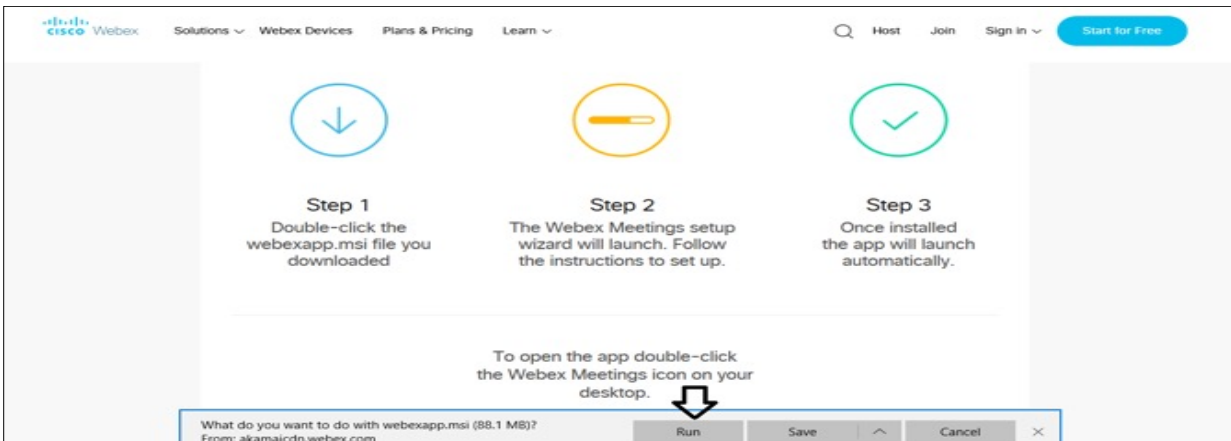 CISCO Webex Solutions Webex Devices Plans & Pricing Learn Host Join Sign in Start for Free
Step 1
Double-click the
webexapp.msi file you
downloaded
Step 2
The Webex Meetings setup
wizard will launch. Follow
the instructions to set up.
Step 3
Once installed
the app will launch
automatically.
To open the app double-click
the Webex Meetings icon on your
desktop.
What do you want to do with webexapp.msi (88.1 MB)?
From: akamaicdn.webex.com
Run Save Cancel